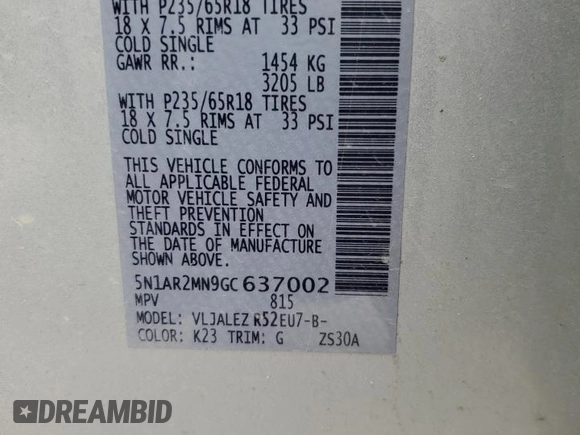 WITH P235/65R18 TIRES
18 X 7.5 RIMS AT 33 PSI
COLD SINGLE
GAWR RR.: 1454 KG
3205 LB
WITH P235/65R18 TIRES
18 X 7.5 RIMS AT 33 PSI
COLD SINGLE
THIS VEHICLE CONFORMS TO
ALL APPLICABLE FEDERAL
MOTOR VEHICLE SAFETY AND
THEFT PREVENTION
STANDARDS IN EFFECT ON
THE DATE OF MANUFACTURE
SHOWN ABOVE.
5N1AR2MN9GC 637002
MPV 815
MODEL: VLJALEZ R52EU7-B-
COLOR: K23 TRIM: G ZS30A
DREAMBID